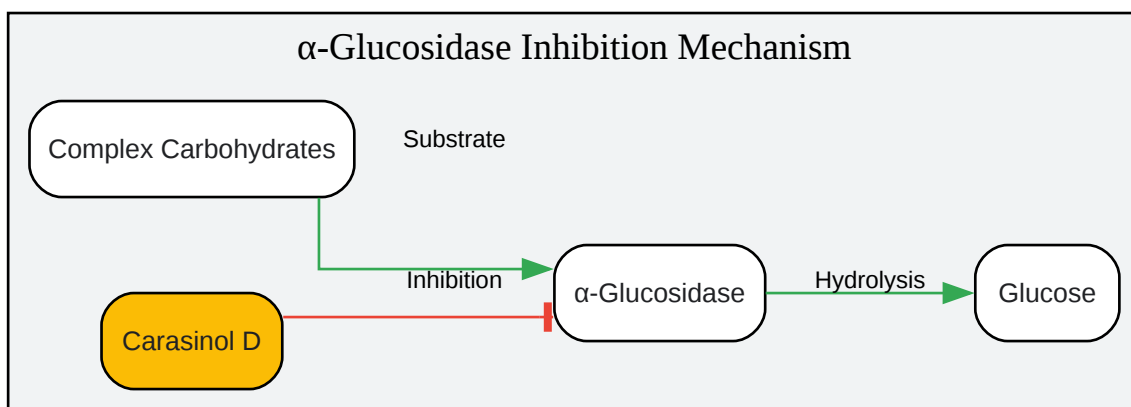 α-Glucosidase Inhibition Mechanism
Complex Carbohydrates
Substrate
Inhibition
α-Glucosidase
Hydrolysis
Glucose
Carasinol D